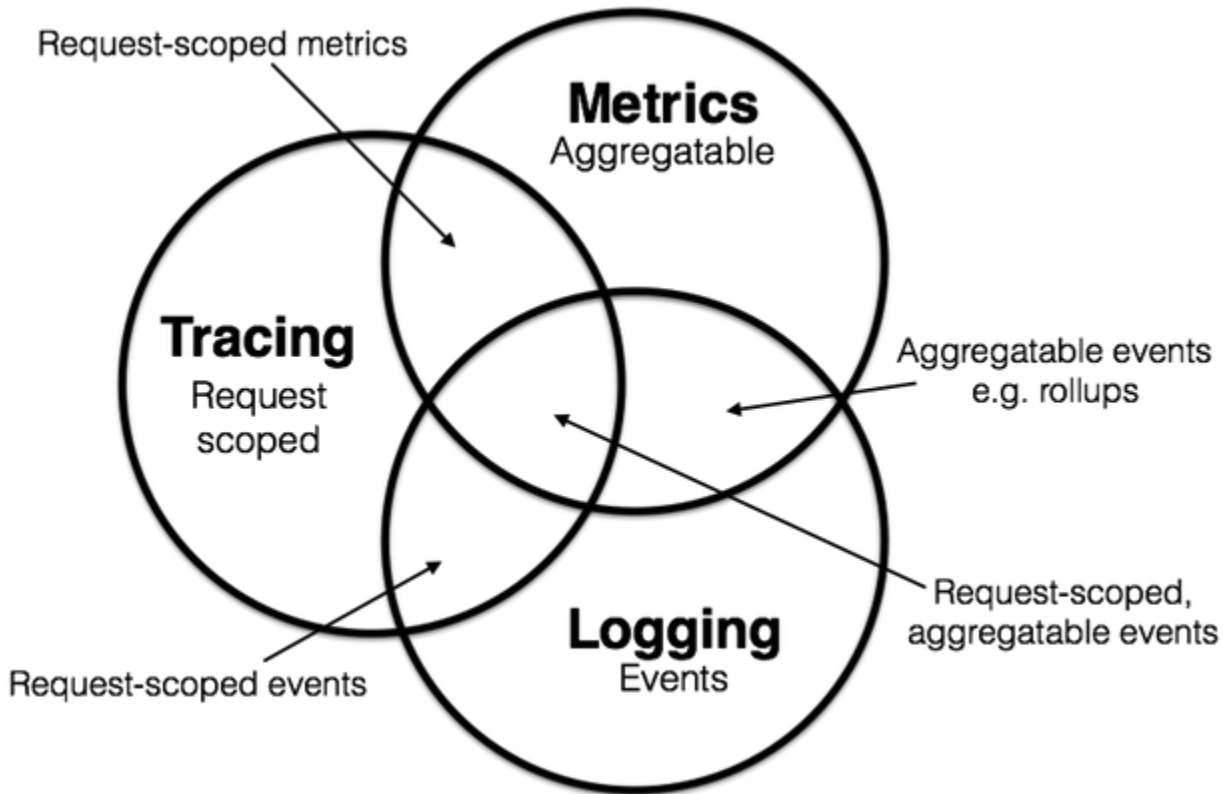 Request-scoped metrics
Metrics
Aggregatable
Tracing
Request
scoped
Aggregatable events
e.g. rollups
Request-scoped,
aggregatable events
Logging
Events
Request-scoped events